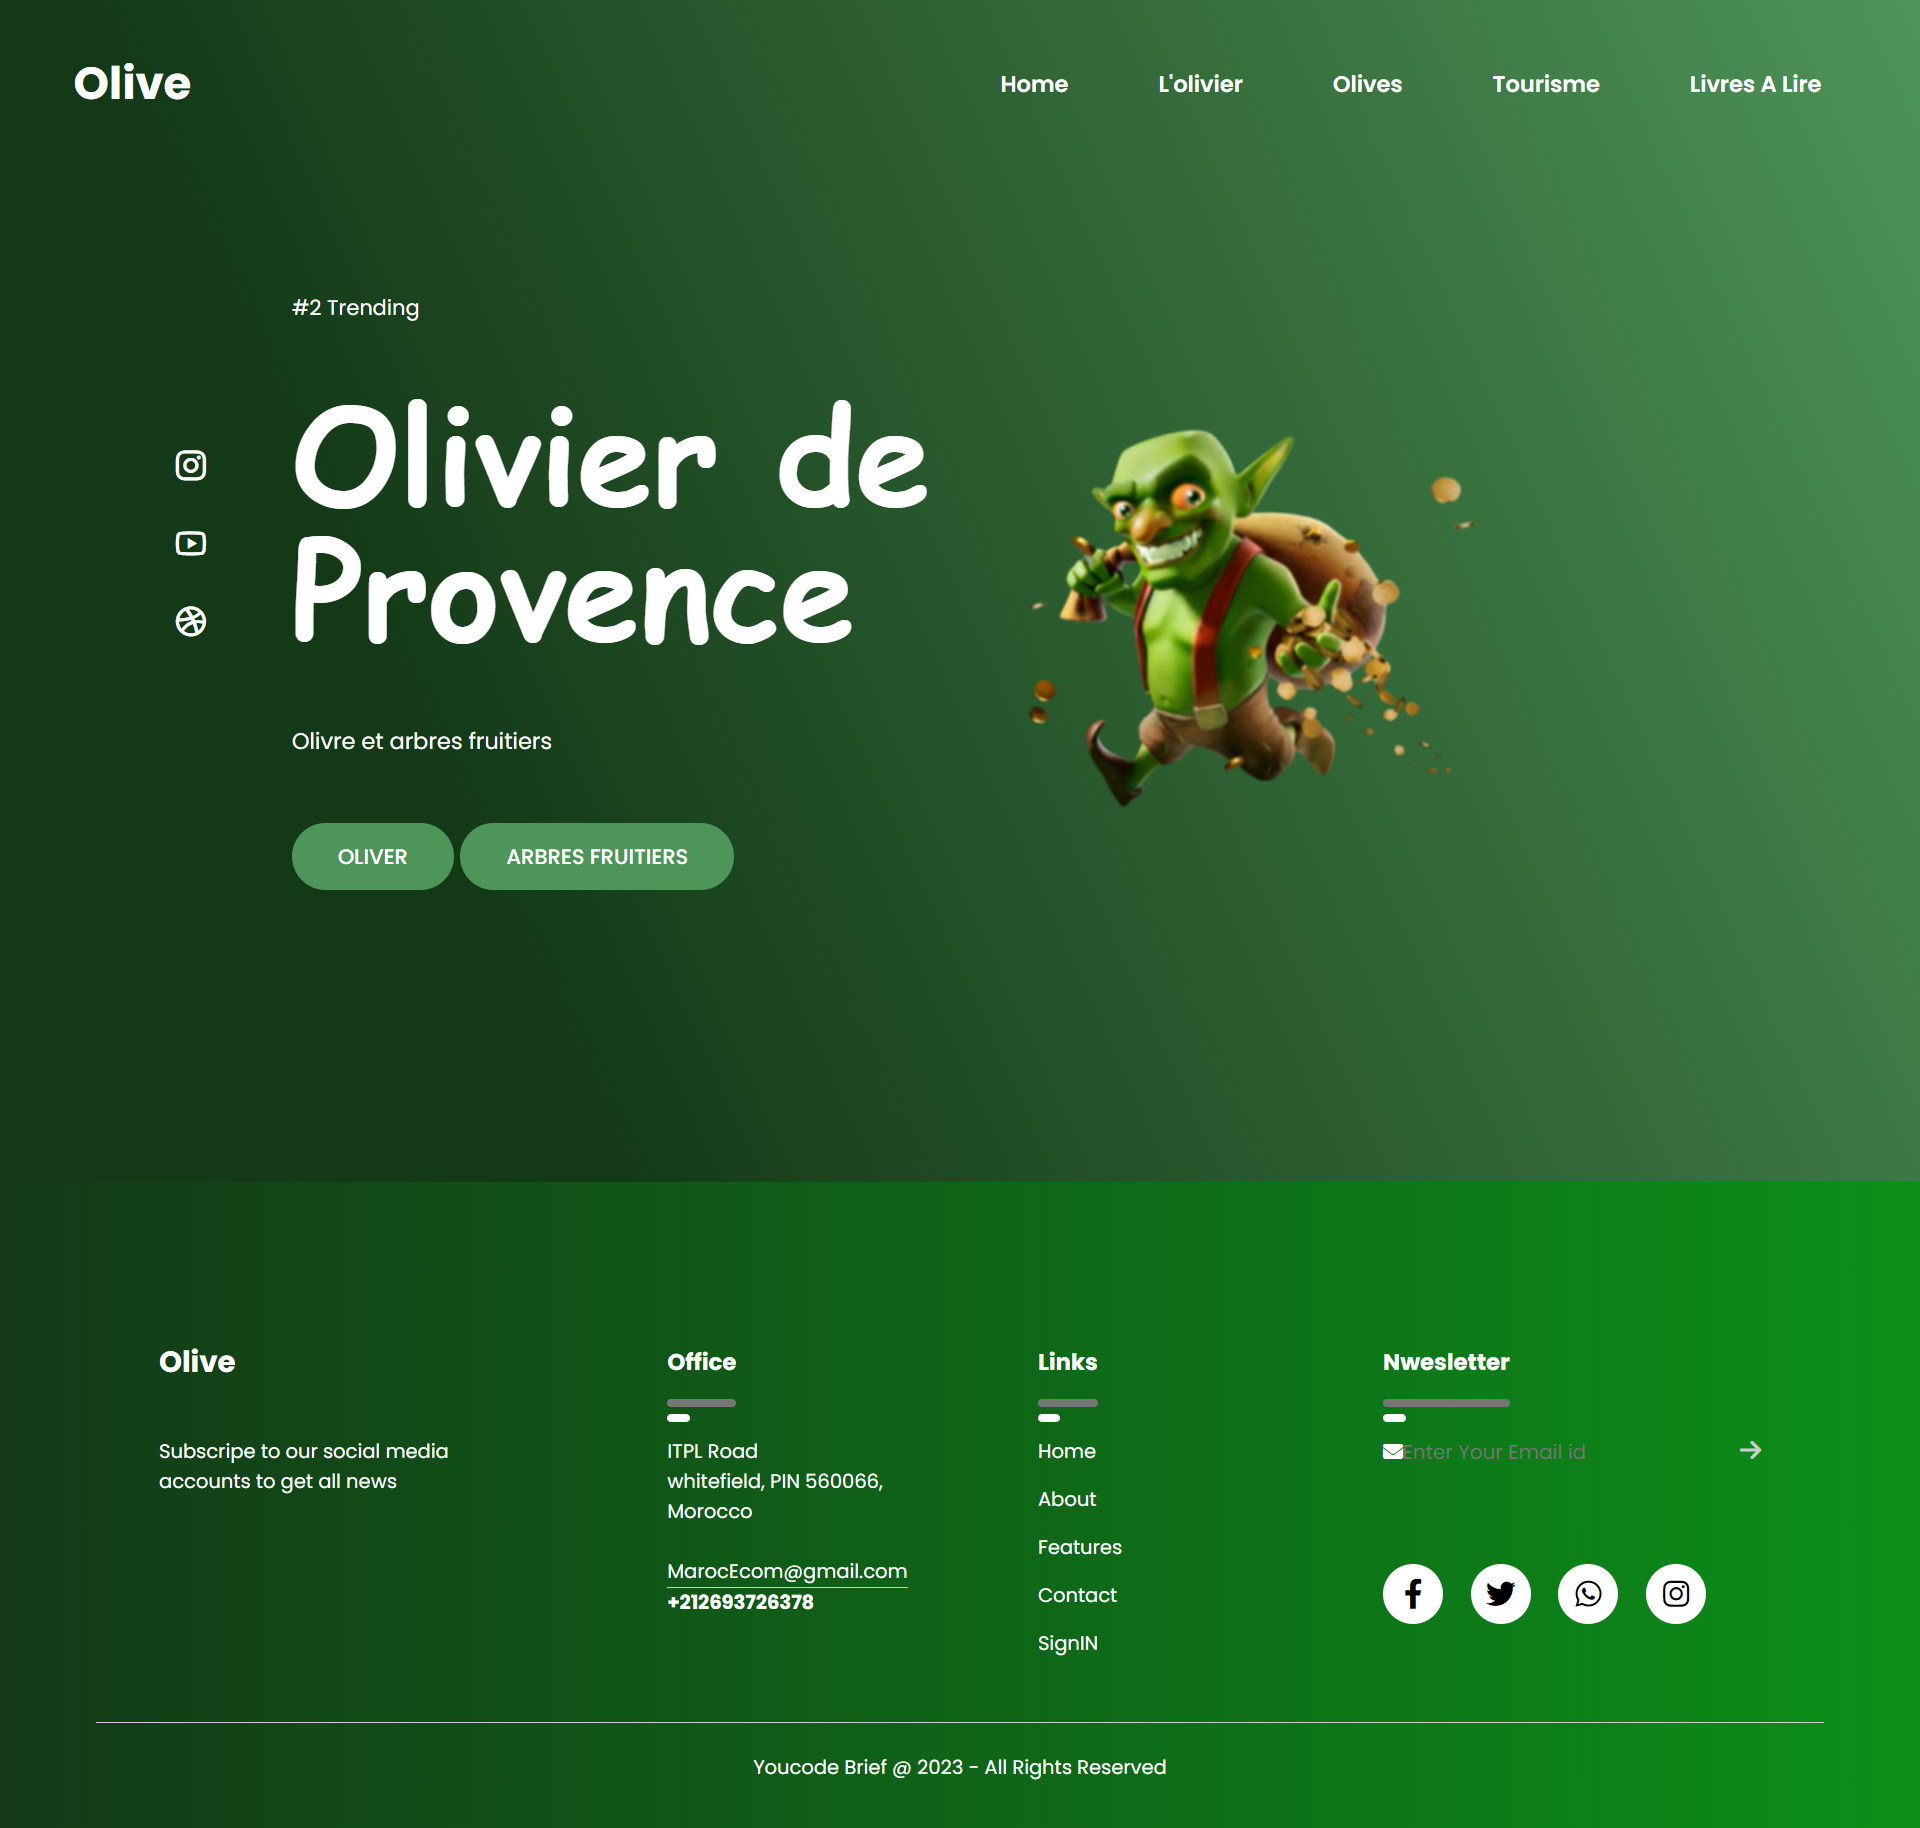 Olive
Home
L'olivier
Olives
Tourisme
Livres A Lire
#2 Trending
Olivier de
Provence
Olivre et arbres fruitiers
OLIVER
ARBRES FRUITIERS
Olive
Subscripe to our social media
accounts to get all news
Office
ITPL Road
whitefield, PIN 560066,
Morocco
MarocEcom@gmail.com
+212693726378
Links
Home
About
Features
Contact
SignIN
Nwesletter
Enter Your Email id
Youcode Brief @ 2023 - All Rights Reserved